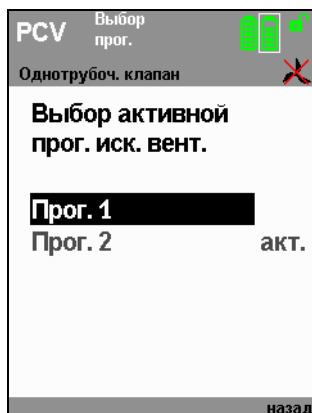 PCV Выбор
прог.
Однотрубоч. клапан
Выбор активной
прог. иск. вент.
Прог. 1
Прог. 2 акт.
назад